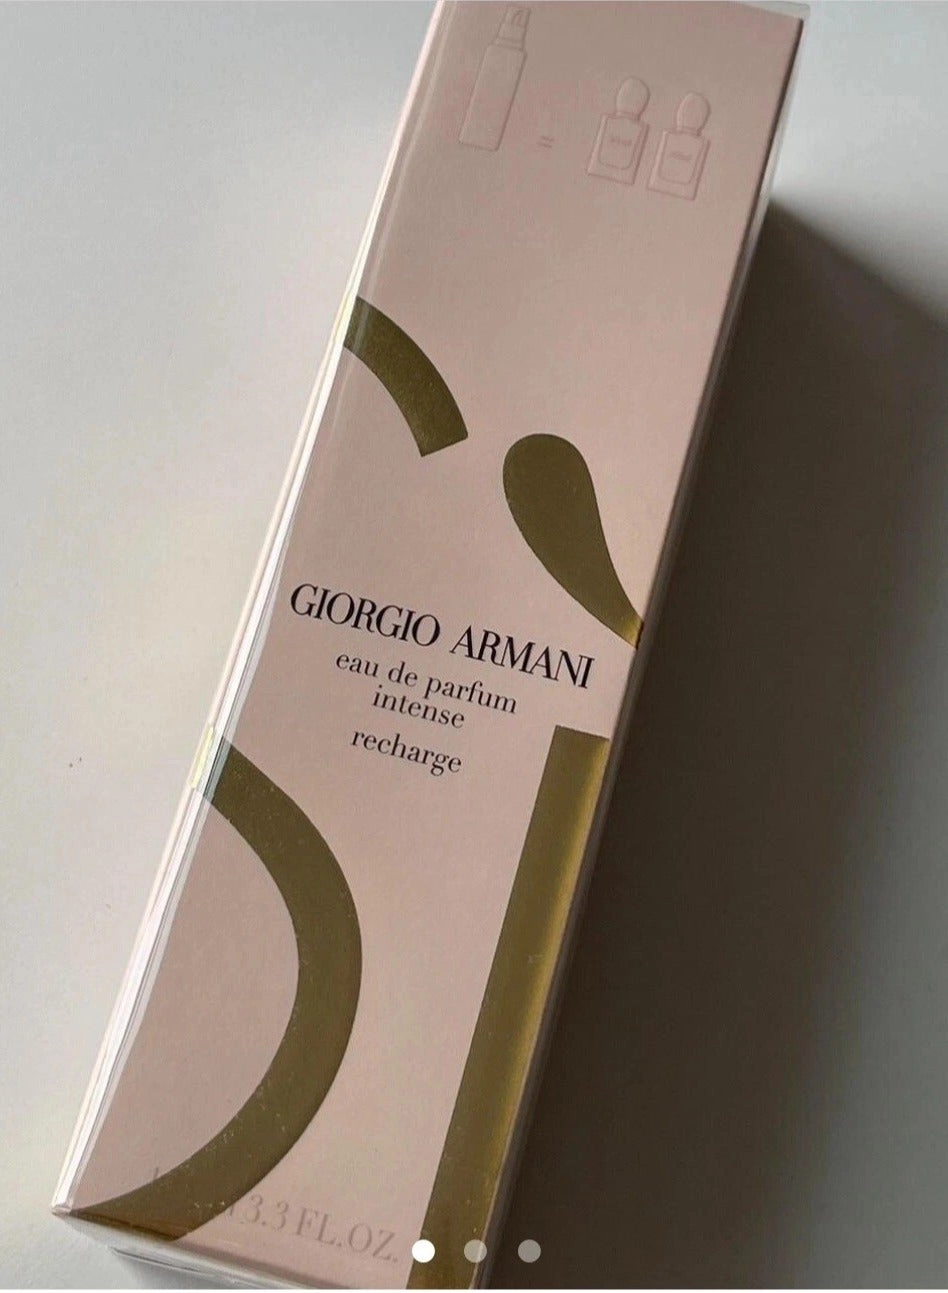 =
GIORGIO ARMANI
eau de parfum
intense
recharge
3.3 FL.OZ.